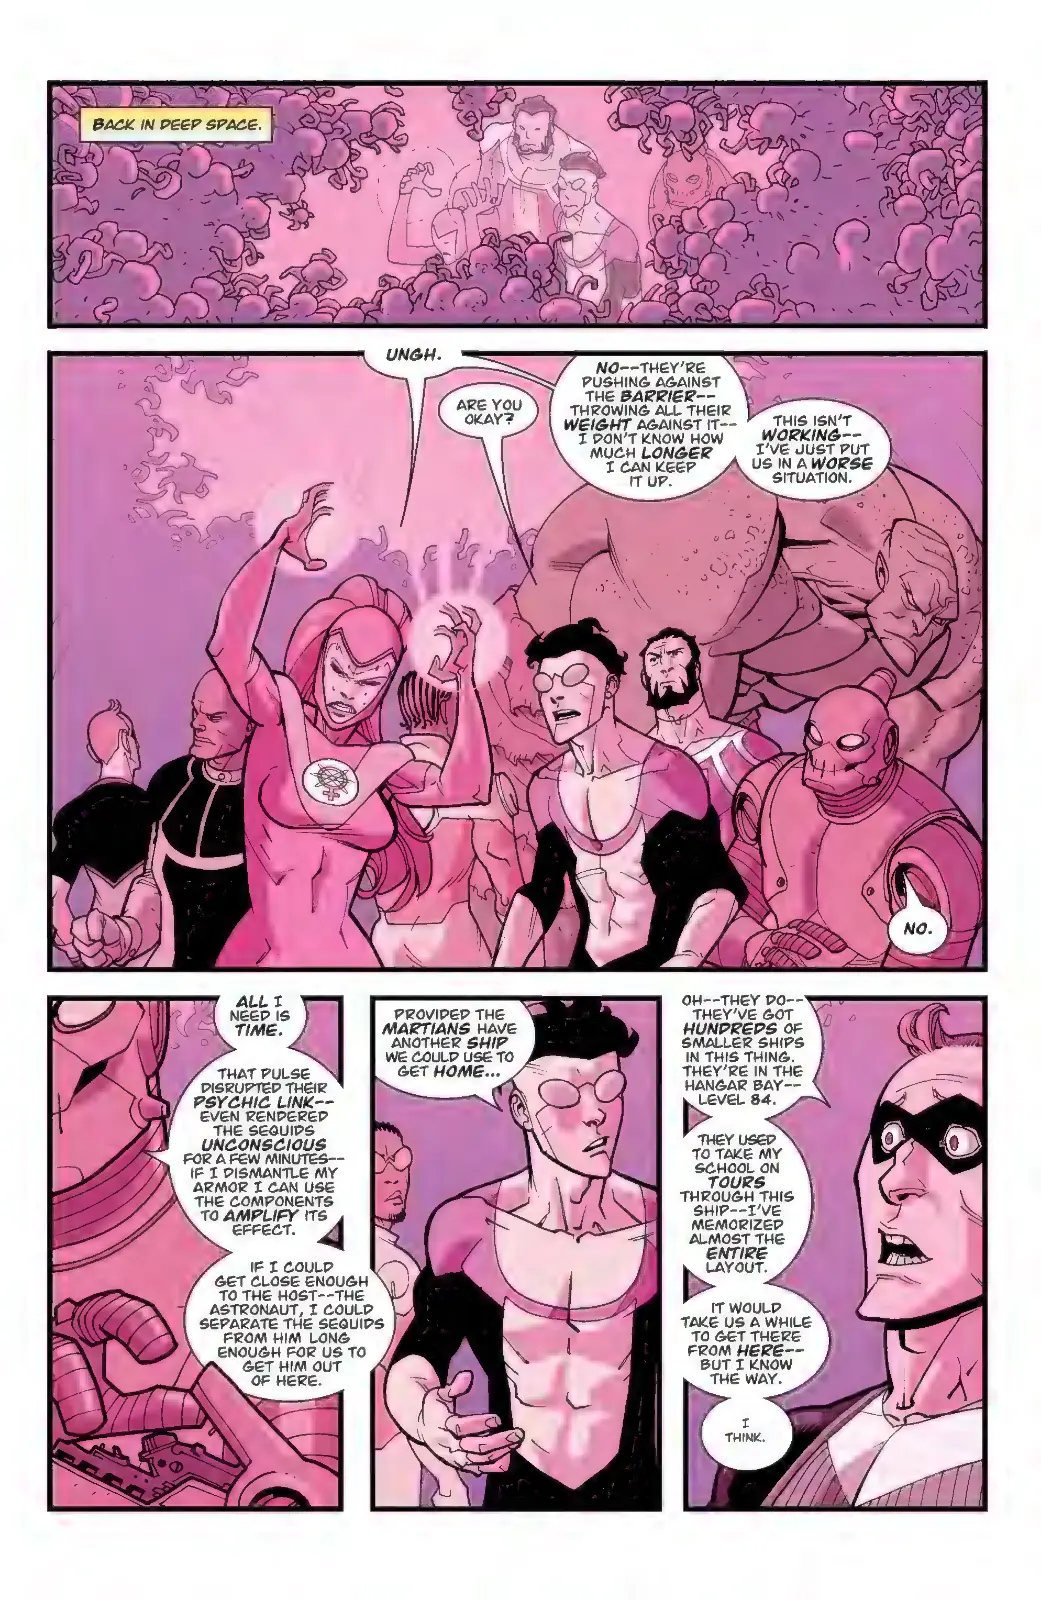 BACK IN DEEP SPACE.
UNGH.
ARE YOU
OKAY?
NO--THEY'RE
PUSHING AGAINST
THE BARRIER--
THROWING ALL THEIR
WEIGHT AGAINST IT--
I DON'T KNOW HOW
MUCH LONGER
I CAN KEEP
IT UP.
THIS ISN'T
WORKING--
I'VE JUST PUT
US IN A WORSE
SITUATION.
NO.
ALL I
NEED IS
TIME.
THAT PULSE
DISRUPTED THEIR
PSYCHIC LINK--
EVEN RENDERED
THE SEQUIDS
UNCONSCIOUS
FOR A FEW MINUTES--
IF I DISMANTLE MY
ARMOR I CAN USE
THE COMPONENTS
TO AMPLIFY ITS
EFFECT.
IF I COULD
GET CLOSE ENOUGH
TO THE HOST--THE
ASTRONAUT, I COULD
SEPARATE THE SEQUIDS
FROM HIM LONG
ENOUGH FOR US TO
GET HIM OUT
OF HERE.
PROVIDED THE
MARTIANS HAVE
ANOTHER SHIP
WE COULD USE TO
GET HOME...
OH--THEY DO--
THEY'VE GOT
HUNDREDS OF
SMALLER SHIPS
IN THIS THING.
THEY'RE IN THE
HANGAR BAY--
LEVEL 84.
THEY USED
TO TAKE MY
SCHOOL ON
TOURS
THROUGH THIS
SHIP--I'VE
MEMORIZED
ALMOST THE
ENTIRE
LAYOUT.
IT WOULD
TAKE US A WHILE
TO GET THERE
FROM HERE--
BUT I KNOW
THE WAY.
I
THINK.